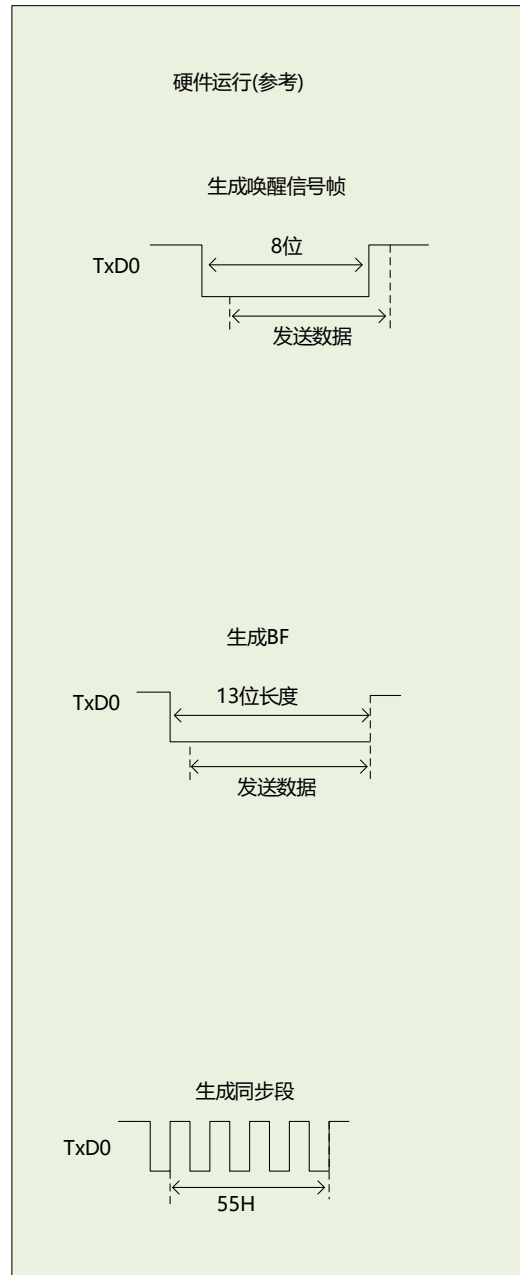 硬件运行(参考)
生成唤醒信号帧
8位
TxD0
发送数据
生成BF
13位长度
TxD0
发送数据
生成同步段
TxD0
55H